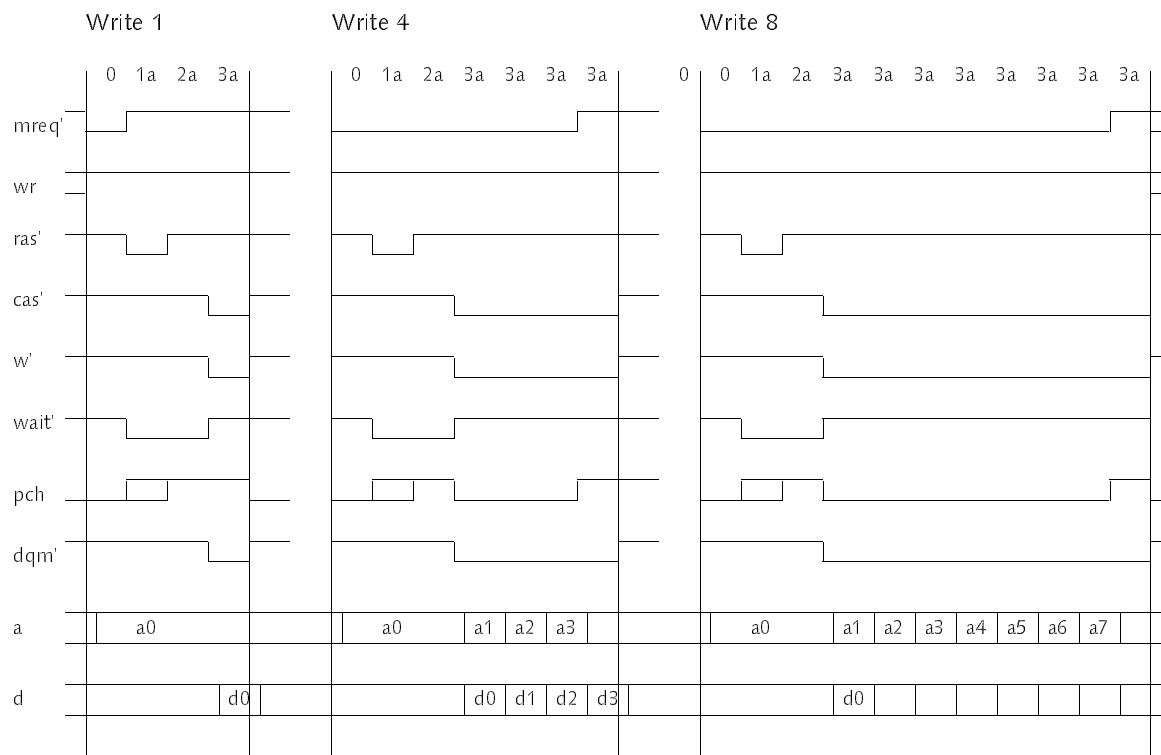 Write 1 Write 4 Write 8
0 1a 2a 3a 0 1a 2a 3a 3a 3a 3a 0 0 1a 2a 3a 3a 3a 3a 3a 3a 3a 3a
mreq'
wr
ras'
cas'
w'
wait'
pch
dqm'
a a0 a0 a1 a2 a3 a0 a1 a2 a3 a4 a5 a6 a7
d d0 d0 d1 d2 d3 d0